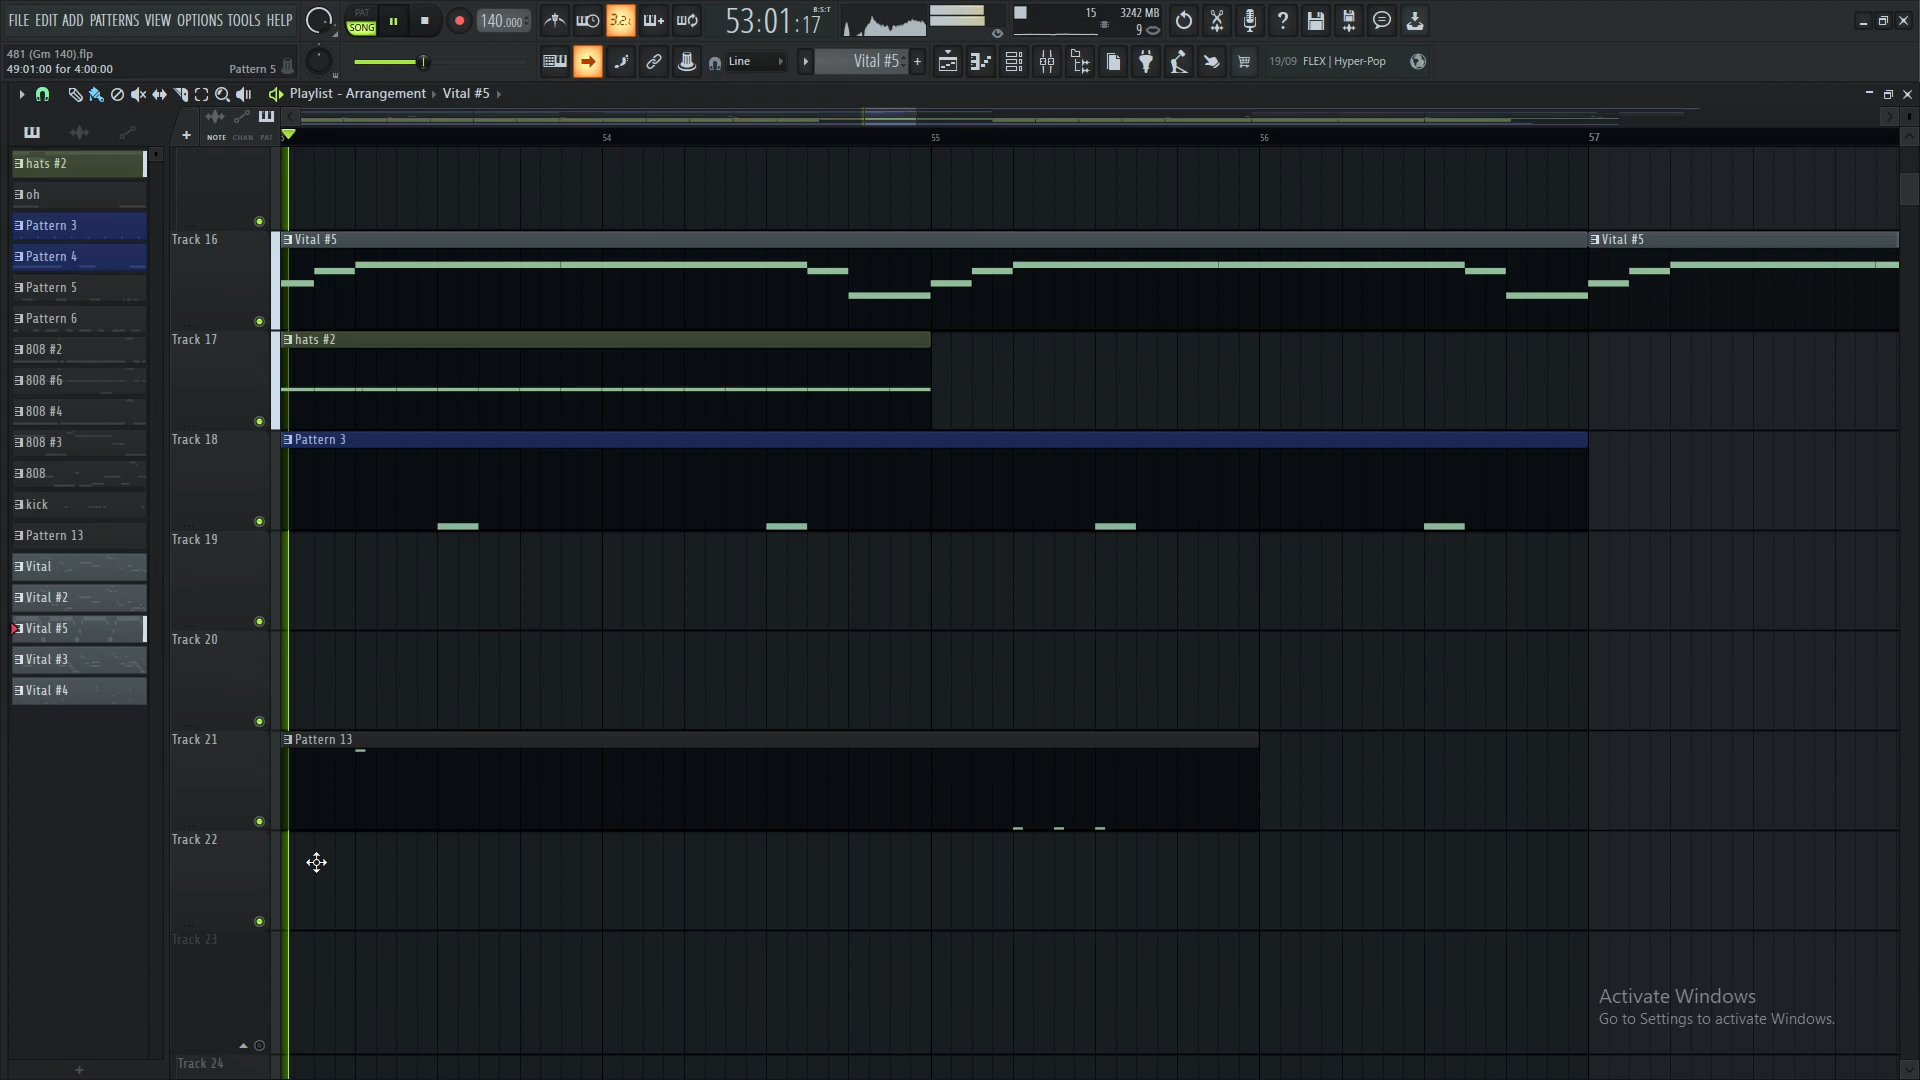 FILE EDIT ADD PATTERNS VIEW OPTIONS TOOLS HELP
PAT
SONG
140.000
3.2.
53:01:17
B:S:T
15
3242 MB
9
481 (Gm 140).flp
49:01:00 for 4:00:00
Pattern 5
Line
Vital #5
19/09 FLEX | Hyper-Pop
Playlist - Arrangement › Vital #5 ›
NOTE CHAN PAT
54
55
56
57
hats #2
oh
Pattern 3
Pattern 4
Pattern 5
Pattern 6
808 #2
808 #6
808 #4
808 #3
808
kick
Pattern 13
Vital
Vital #2
Vital #5
Vital #3
Vital #4
Track 16
Vital #5
Vital #5
Track 17
hats #2
Track 18
Pattern 3
Track 19
Track 20
Track 21
Pattern 13
Track 22
Track 23
Track 24
Activate Windows
Go to Settings to activate Windows.